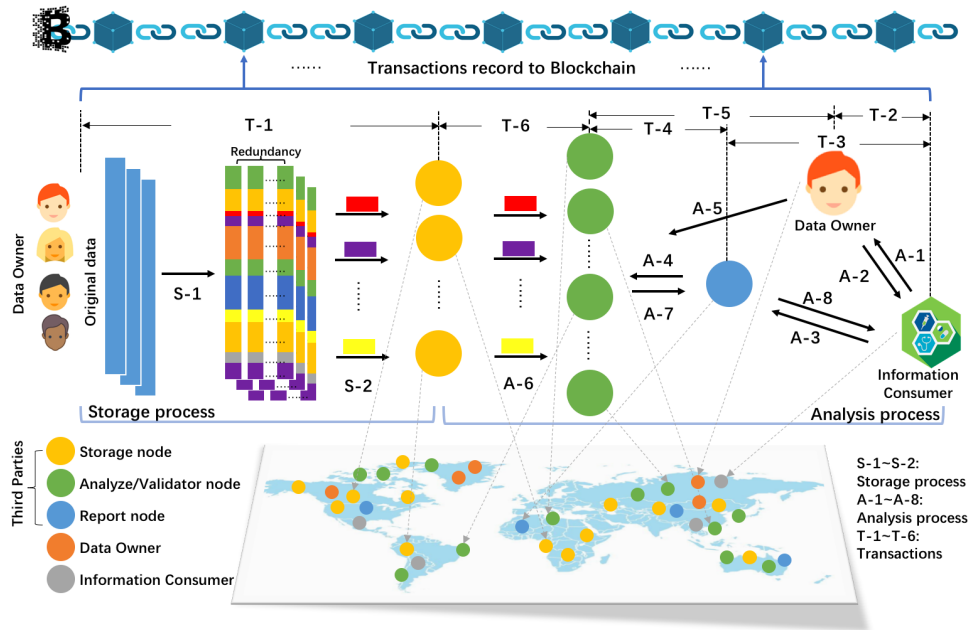 B
...... Transactions record to Blockchain ......
T-1
T-6
T-5
T-4
T-2
T-3
Redundancy
Data Owner
Original data
S-1
S-2
A-6
A-5
A-4
A-7
Data Owner
A-1
A-2
A-8
A-3
Information
Consumer
Storage process
Analysis process
Third Parties
Storage node
Analyze/Validator node
Report node
Data Owner
Information Consumer
S-1~S-2:
Storage process
A-1~A-8:
Analysis process
T-1~T-6:
Transactions